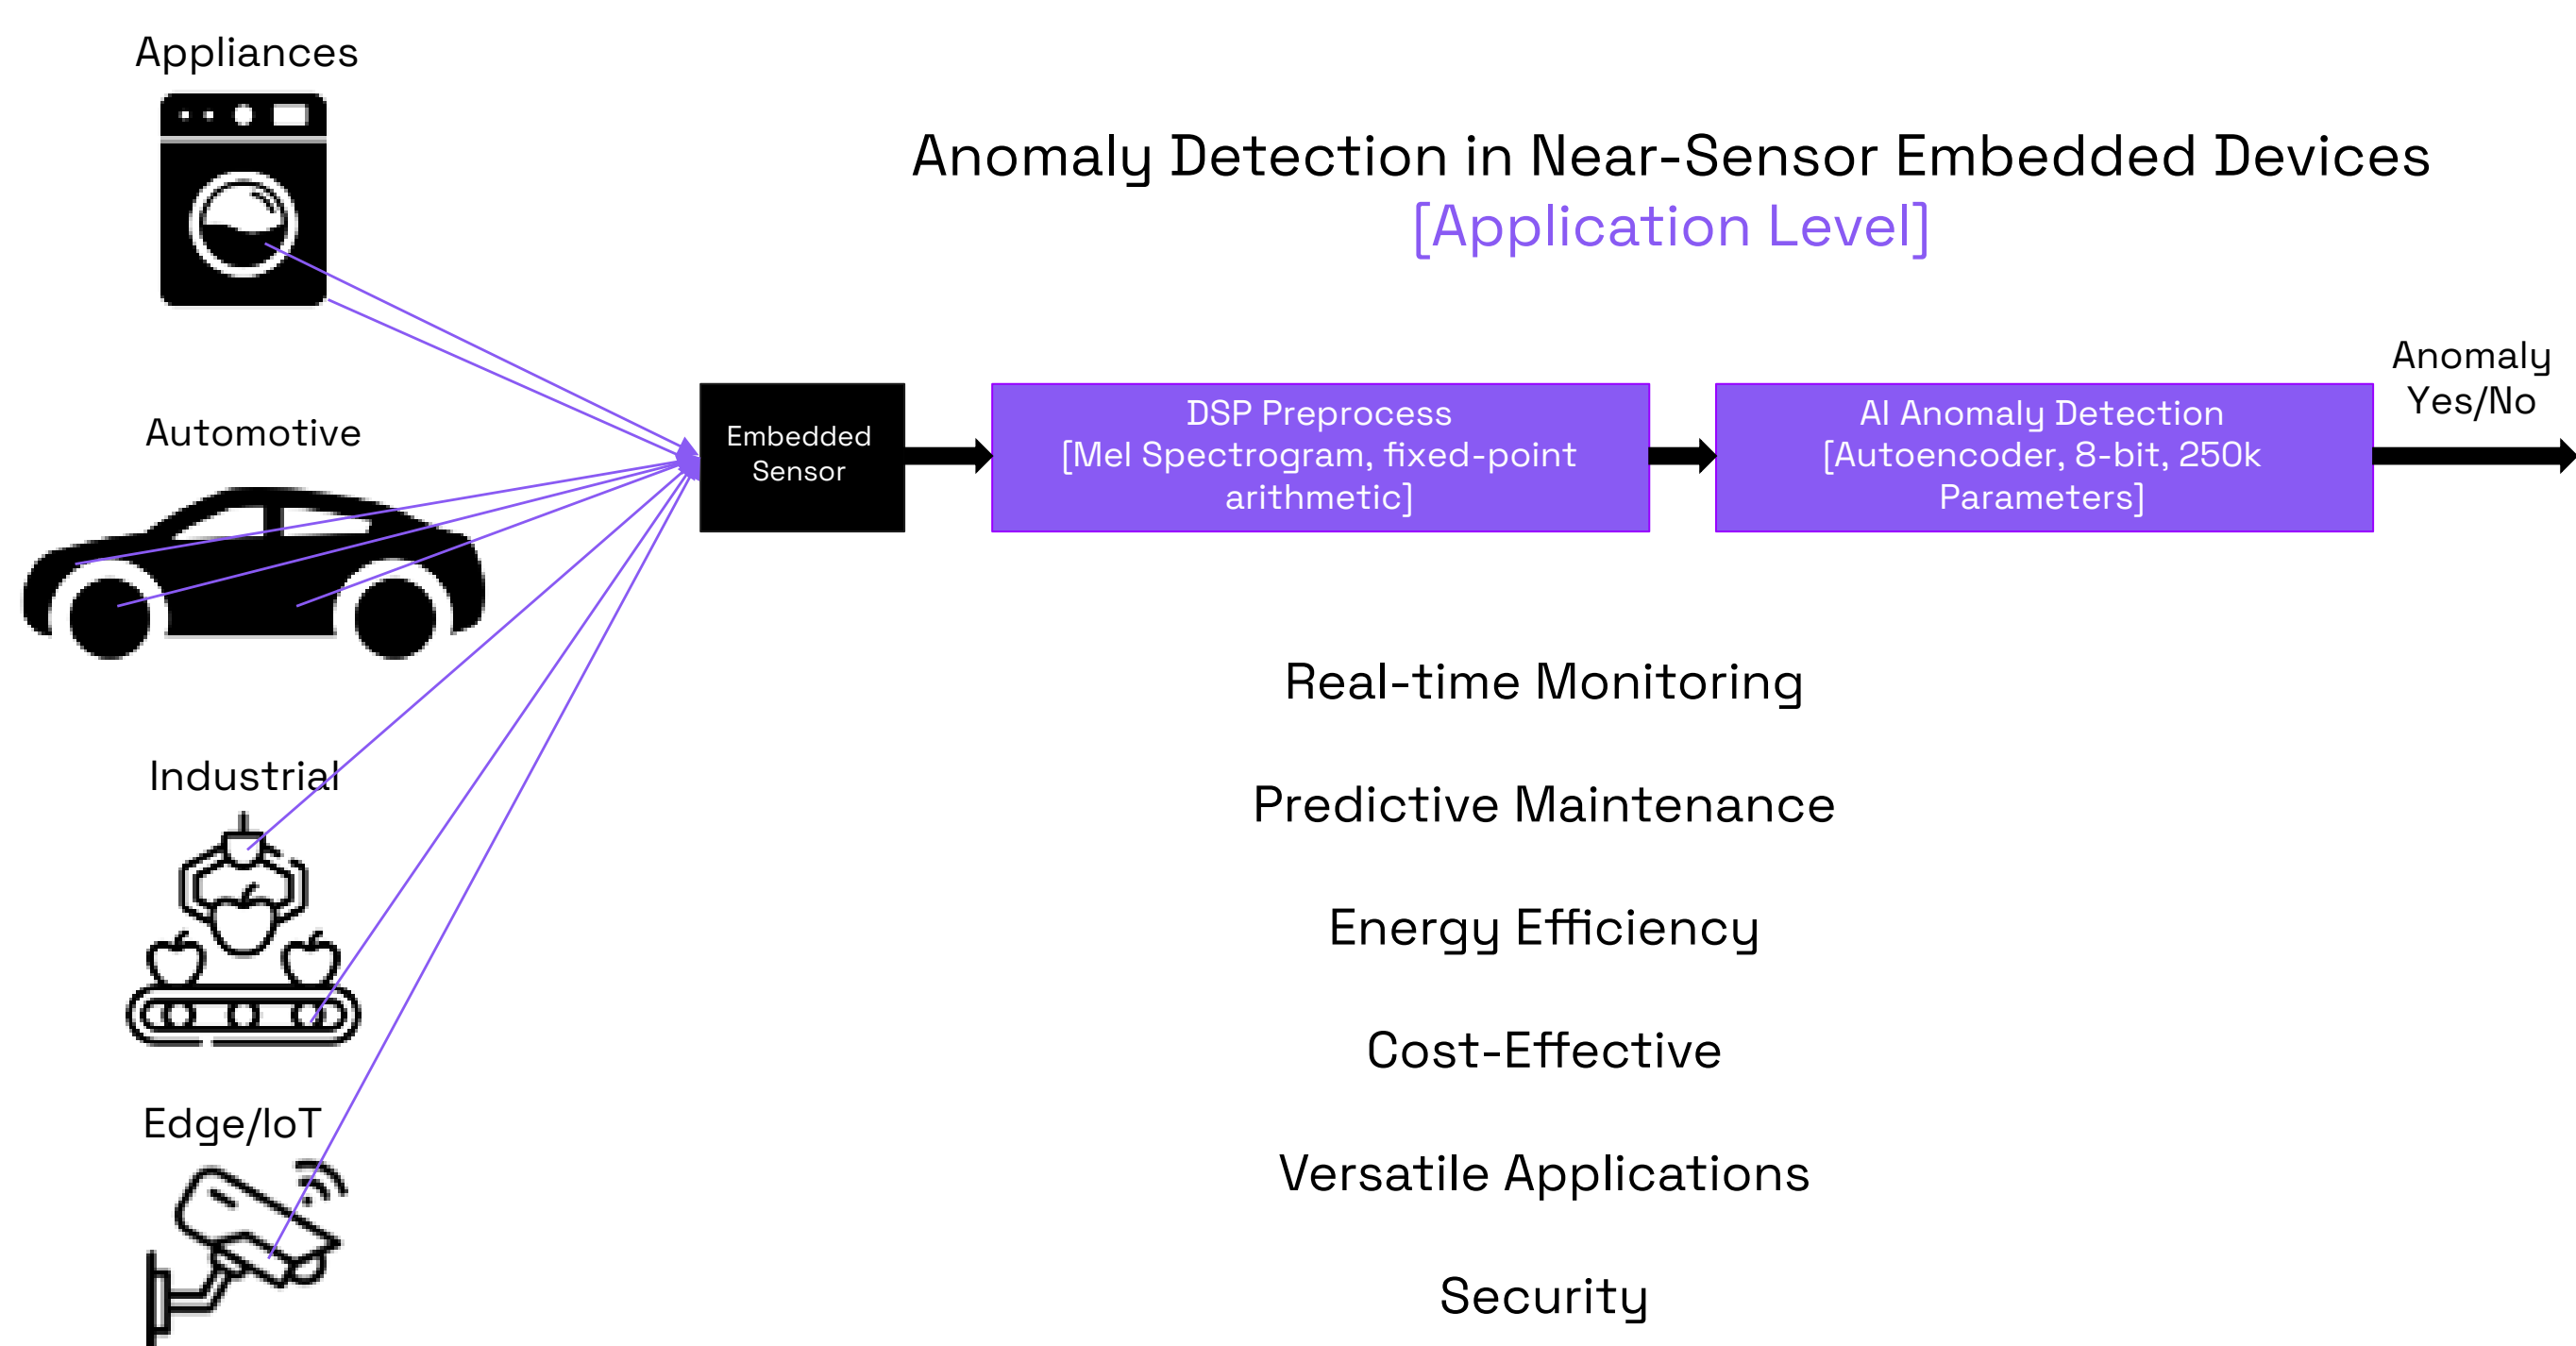 Appliances
Anomaly Detection in Near-Sensor Embedded Devices
[Application Level]
Automotive
Embedded
Sensor
DSP Preprocess
[Mel Spectrogram, fixed-point
arithmetic]
AI Anomaly Detection
[Autoencoder, 8-bit, 250k
Parameters]
Anomaly
Yes/No
Industrial
Edge/IoT
Real-time Monitoring
Predictive Maintenance
Energy Efficiency
Cost-Effective
Versatile Applications
Security